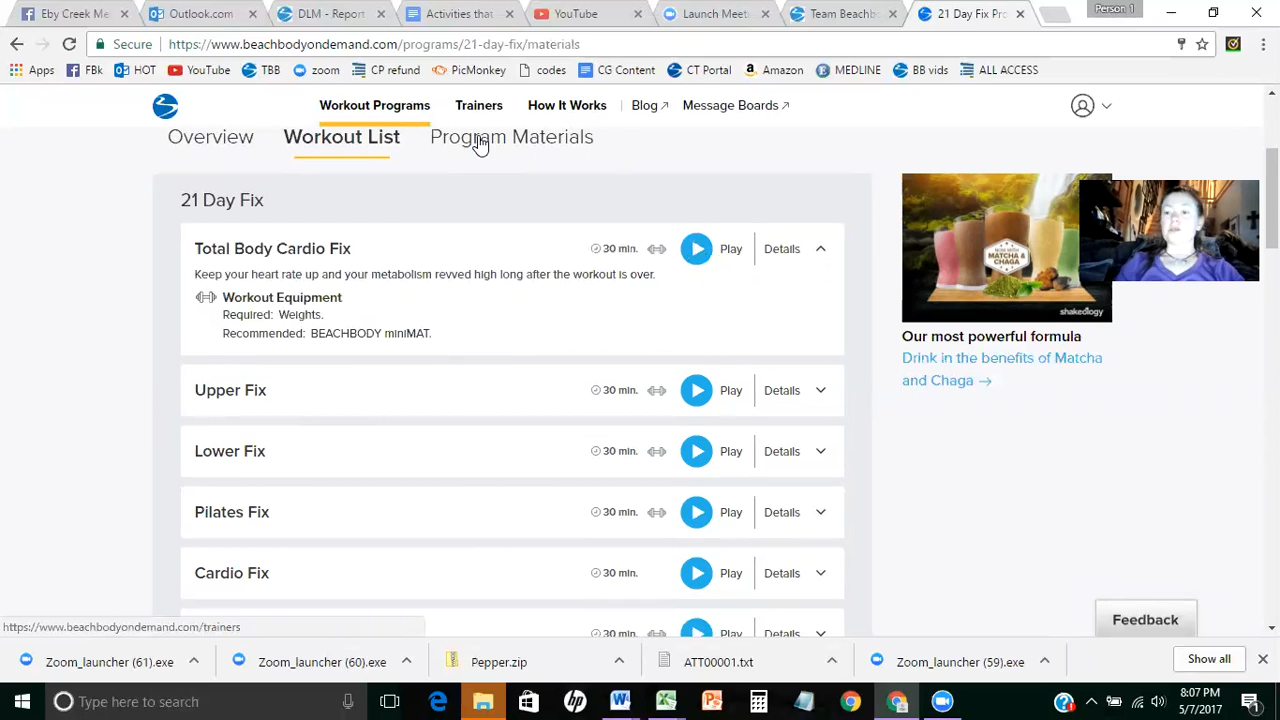 Eby Creek Me
Outlook.com
DLM - Report
Activities that
YouTube
Launch Meeti
Team Beachb
21 Day Fix Pro
Person 1
Secure
https://www.beachbodyondemand.com/programs/21-day-fix/materials
Apps
FBk
HOT
YouTube
TBB
zoom
CP refund
PicMonkey
codes
CG Content
CT Portal
Amazon
MEDLINE
BB vids
ALL ACCESS
Workout Programs
Trainers
How It Works
Blog
Message Boards
Overview
Workout List
Program Materials
21 Day Fix
Total Body Cardio Fix
30 min.
Play
Details
Keep your heart rate up and your metabolism revved high long after the workout is over.
Workout Equipment
Required: Weights.
Recommended: BEACHBODY miniMAT.
NOW WITH
MATCHA &
CHAGA
shakeology
Our most powerful formula
Drink in the benefits of Matcha
and Chaga →
Upper Fix
30 min.
Play
Details
Lower Fix
30 min.
Play
Details
Pilates Fix
30 min.
Play
Details
Cardio Fix
30 min.
Play
Details
30 min.
Play
Details
Feedback
https://www.beachbodyondemand.com/trainers
Zoom_launcher (61).exe
Zoom_launcher (60).exe
Pepper.zip
ATT00001.txt
Zoom_launcher (59).exe
Show all
Type here to search
8:07 PM
5/7/2017